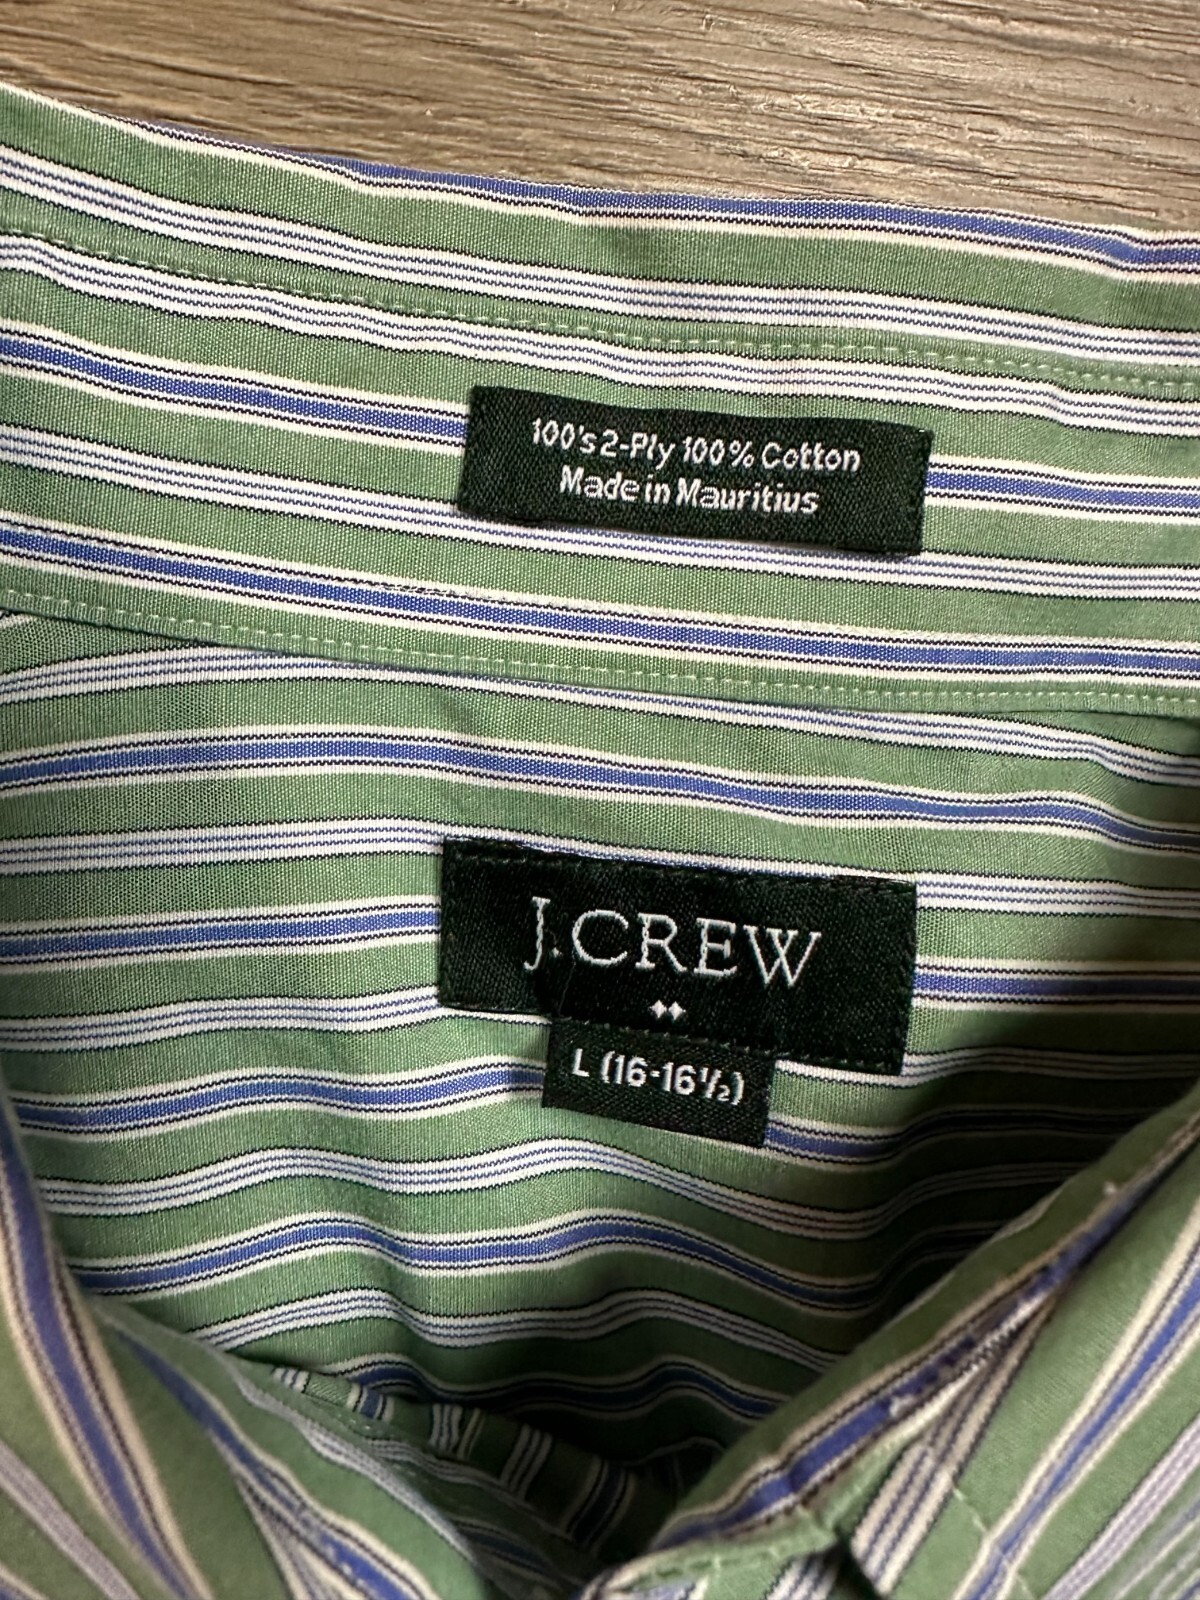 100's 2-Ply 100% Cotton
Made in Mauritius
J.CREW
L (16-16½)